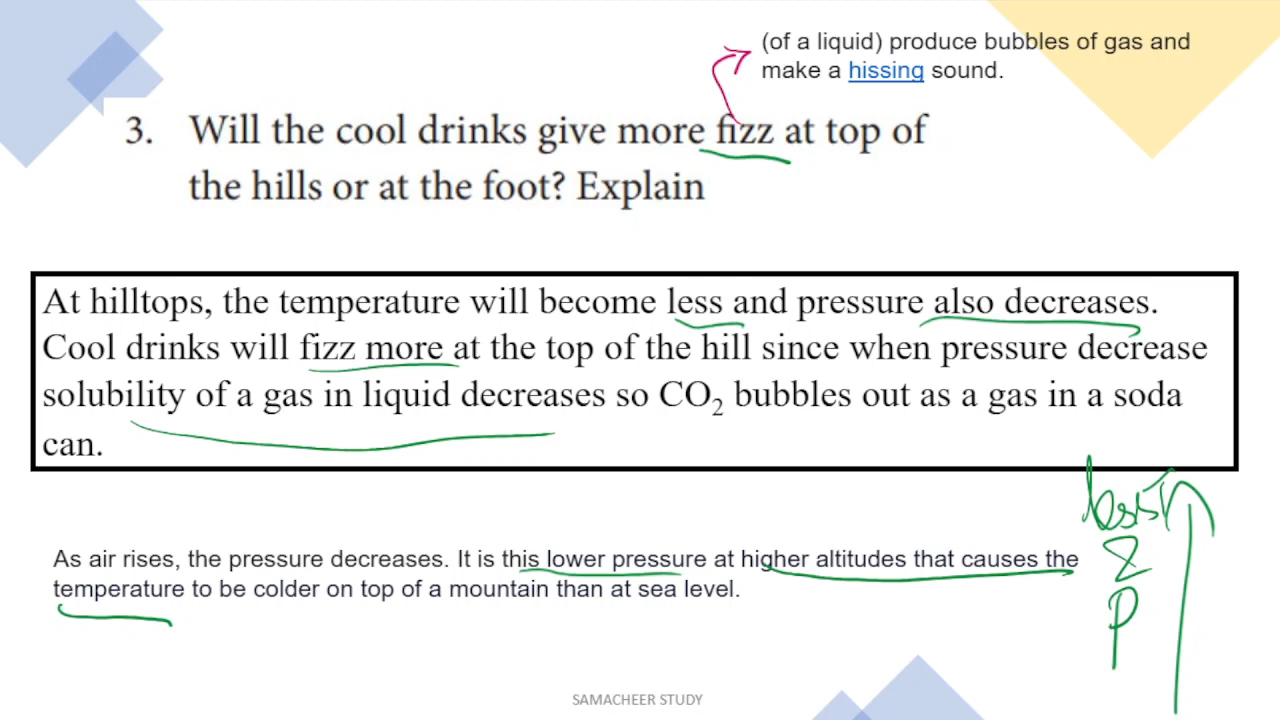 (of a liquid) produce bubbles of gas and
make a hissing sound.
3. Will the cool drinks give more fizz at top of
the hills or at the foot? Explain
At hilltops, the temperature will become less and pressure also decreases.
Cool drinks will fizz more at the top of the hill since when pressure decrease
solubility of a gas in liquid decreases so CO₂ bubbles out as a gas in a soda
can.
As air rises, the pressure decreases. It is this lower pressure at higher altitudes that causes the
temperature to be colder on top of a mountain than at sea level.
less T
&
P
SAMACHEER STUDY